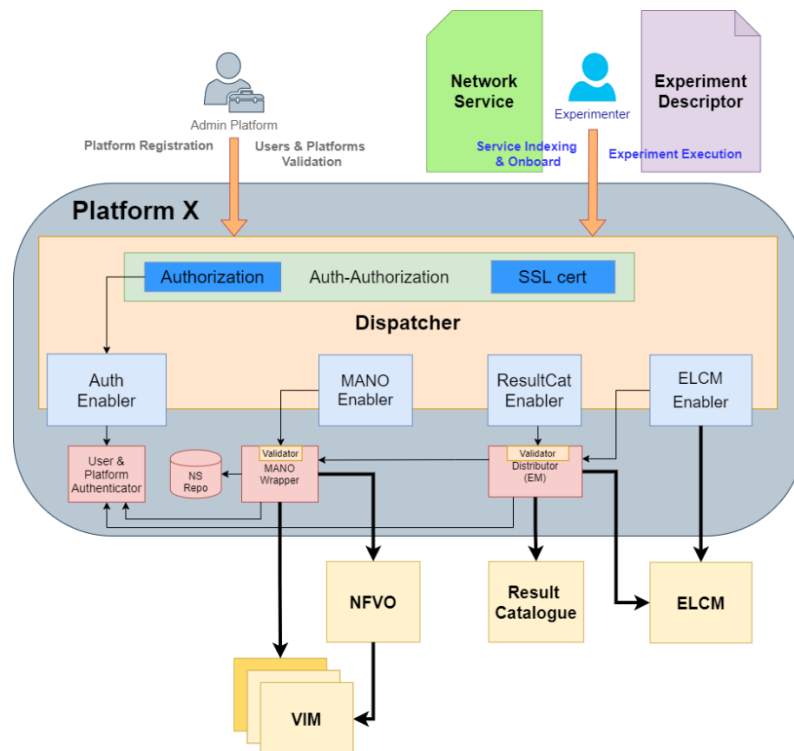 Network
Service
Experiment
Descriptor
Admin Platform
Experimenter
Platform Registration
Users & Platforms
Validation
Service Indexing
& Onboard
Experiment Execution
Platform X
Authorization
Auth-Authorization
SSL cert
Dispatcher
Auth
Enabler
MANO
Enabler
ResultCat
Enabler
ELCM
Enabler
User &
Platform
Authenticator
NS
Repo
Validator
MANO
Wrapper
Validator
Distributor
(EM)
NFVO
Result
Catalogue
ELCM
VIM